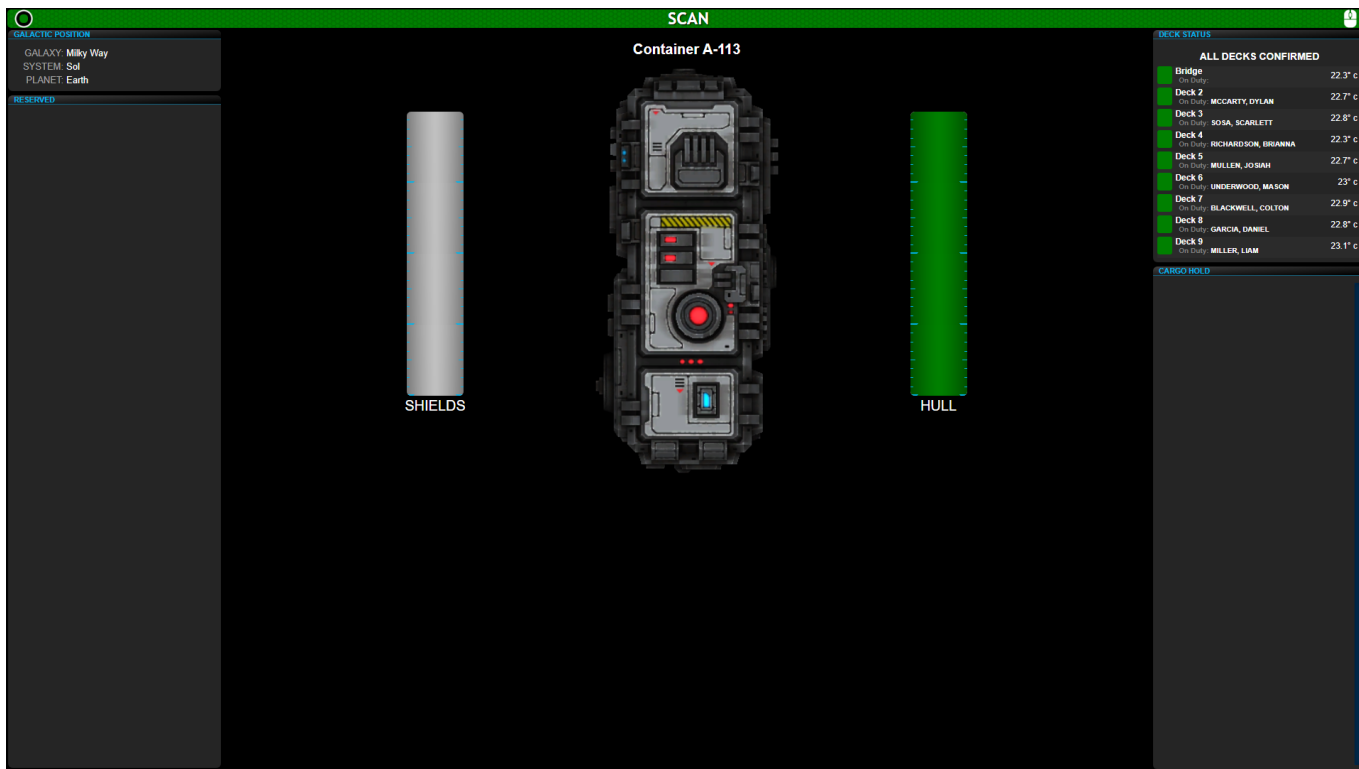 SCAN
GALACTIC POSITION
GALAXY: Milky Way
SYSTEM: Sol
PLANET: Earth
RESERVED
Container A-113
SHIELDS
HULL
DECK STATUS
ALL DECKS CONFIRMED
Bridge
On Duty:
22.3° c
Deck 2
On Duty: MCCARTY, DYLAN
22.7° c
Deck 3
On Duty: SOSA, SCARLETT
22.8° c
Deck 4
On Duty: RICHARDSON, BRIANNA
22.3° c
Deck 5
On Duty: MULLEN, JOSIAH
22.7° c
Deck 6
On Duty: UNDERWOOD, MASON
23° c
Deck 7
On Duty: BLACKWELL, COLTON
22.9° c
Deck 8
On Duty: GARCIA, DANIEL
22.8° c
Deck 9
On Duty: MILLER, LIAM
23.1° c
CARGO HOLD